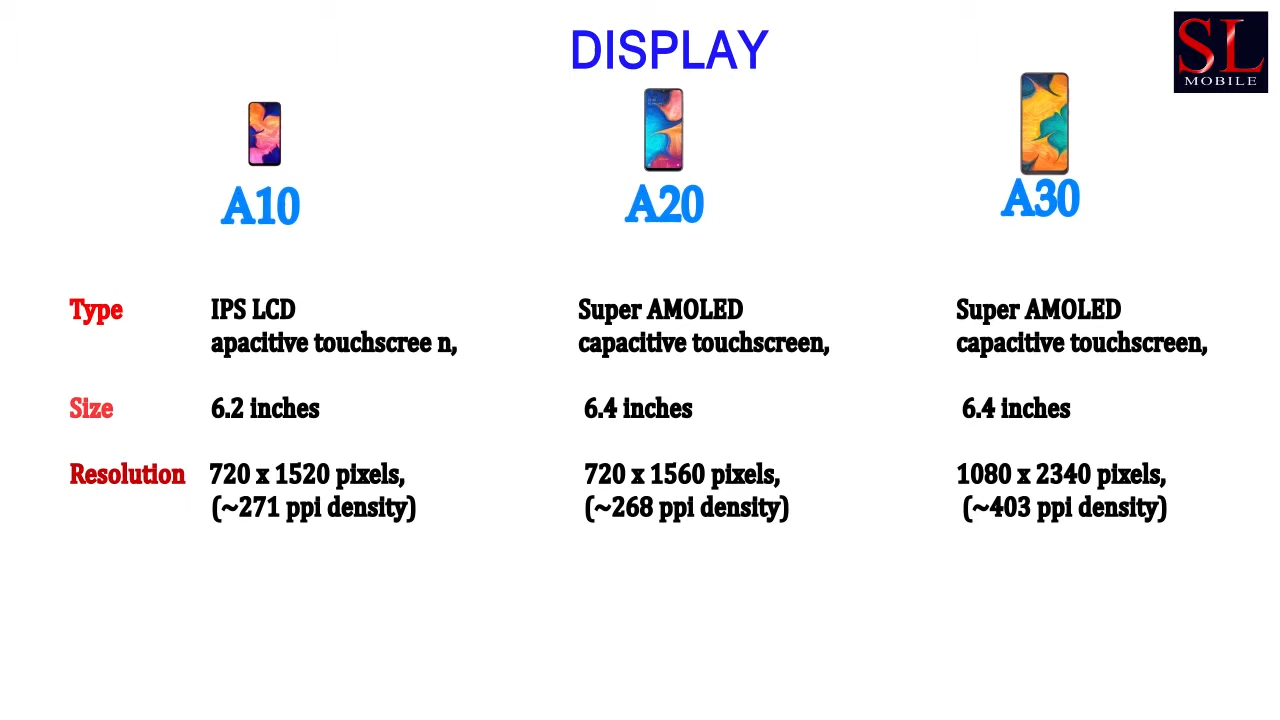 DISPLAY
SL
MOBILE
A10 A20 A30
Type IPS LCD Super AMOLED Super AMOLED
apacitive touchscree n, capacitive touchscreen, capacitive touchscreen,
Size 6.2 inches 6.4 inches 6.4 inches
Resolution 720 x 1520 pixels, 720 x 1560 pixels, 1080 x 2340 pixels,
(~271 ppi density) (~268 ppi density) (~403 ppi density)